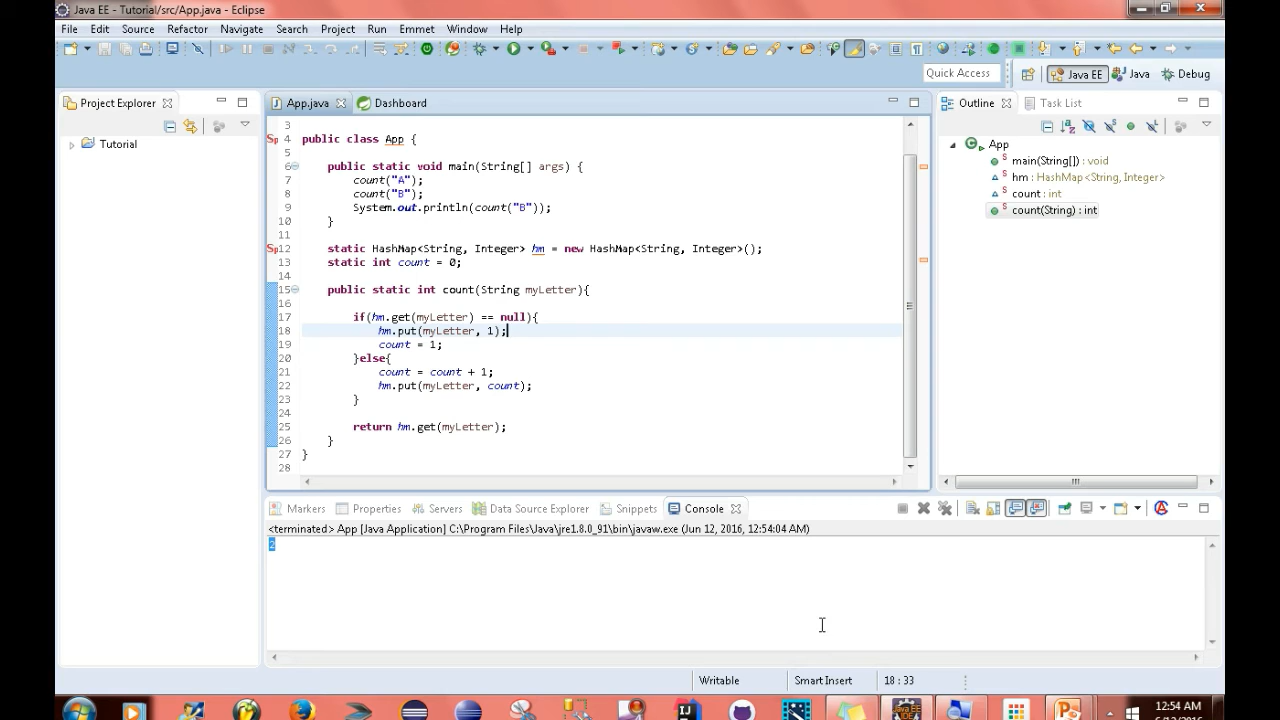 Java EE - Tutorial/src/App.java - Eclipse
File Edit Source Refactor Navigate Search Project Run Emmet Window Help
Quick Access
Java EE
Java
Debug
Project Explorer
App.java
Dashboard
Outline
Task List
Tutorial
3
4 public class App {
5
6 public static void main(String[] args) {
7 count("A");
8 count("B");
9 System.out.println(count("B"));
10 }
11
12 static HashMap<String, Integer> hm = new HashMap<String, Integer>();
13 static int count = 0;
14
15 public static int count(String myLetter){
16
17 if(hm.get(myLetter) == null){
18 hm.put(myLetter, 1);
19 count = 1;
20 }else{
21 count = count + 1;
22 hm.put(myLetter, count);
23 }
24
25 return hm.get(myLetter);
26 }
27 }
28
App
main(String[]) : void
hm : HashMap<String, Integer>
count : int
count(String) : int
Markers
Properties
Servers
Data Source Explorer
Snippets
Console
<terminated> App [Java Application] C:\Program Files\Java\jre1.8.0_91\bin\javaw.exe (Jun 12, 2016, 12:54:04 AM)
2
Writable
Smart Insert
18 : 33
12:54 AM